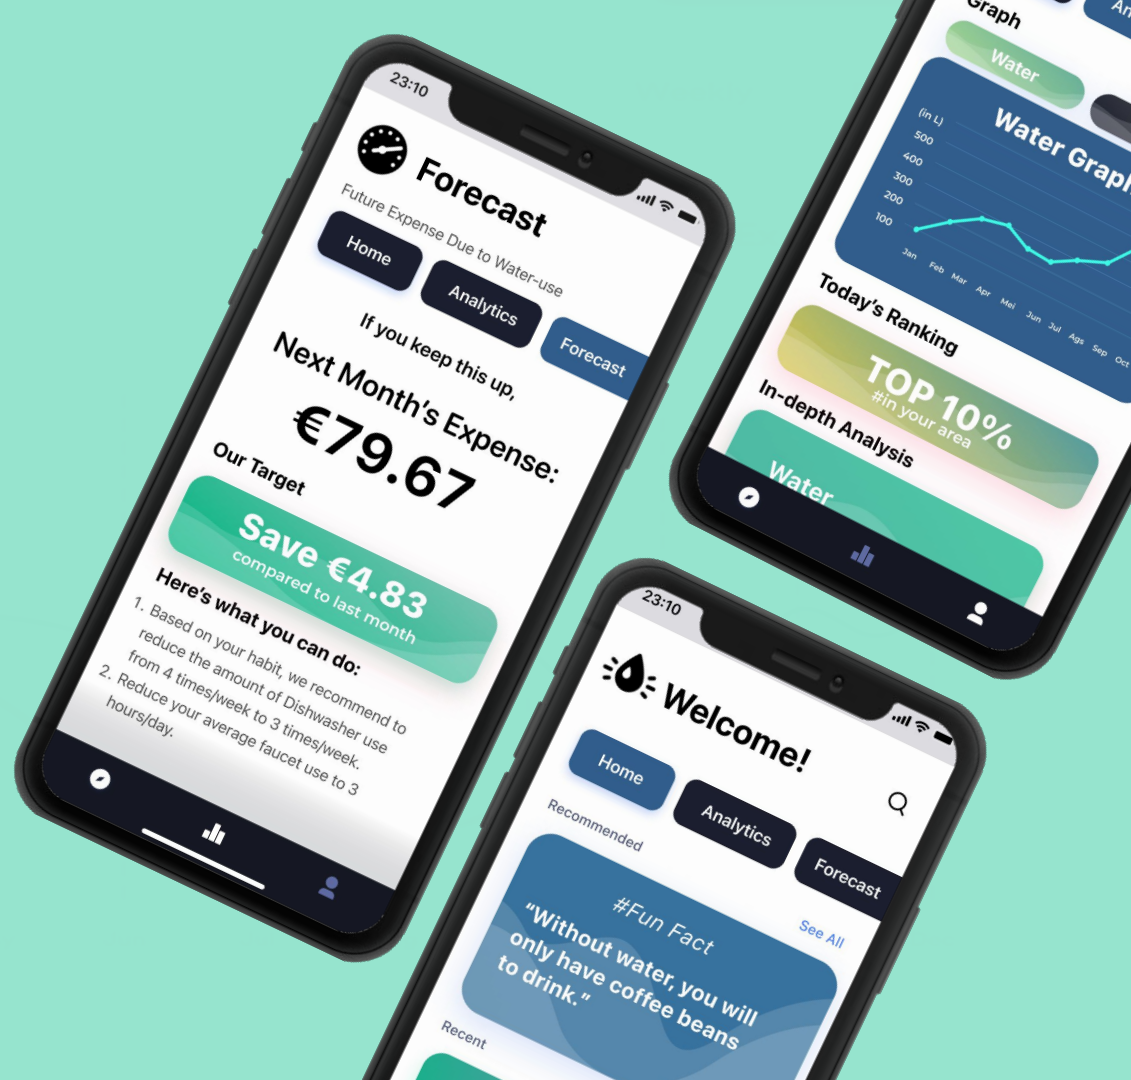 23:10
Forecast
Future Expense Due to Water-use
Home
Analytics
Forecast
If you keep this up,
Next Month's Expense:
€79.67
Our Target
Save €4.83
compared to last month
Here's what you can do:
1. Based on your habit, we recommend to
reduce the amount of Dishwasher use
from 4 times/week to 3 times/week.
2. Reduce your average faucet use to 3
hours/day.
Graph
Water
Water Graph
(in L)
500
400
300
200
100
Jan
Feb
Mar
Apr
Mei
Jun
Jul
Ags
Sep
Oct
Today's Ranking
TOP 10%
#in your area
In-depth Analysis
Water
23:10
Welcome!
Home
Analytics
Forecast
Recommended
See All
#Fun Fact
"Without water, you will
only have coffee beans
to drink."
Recent